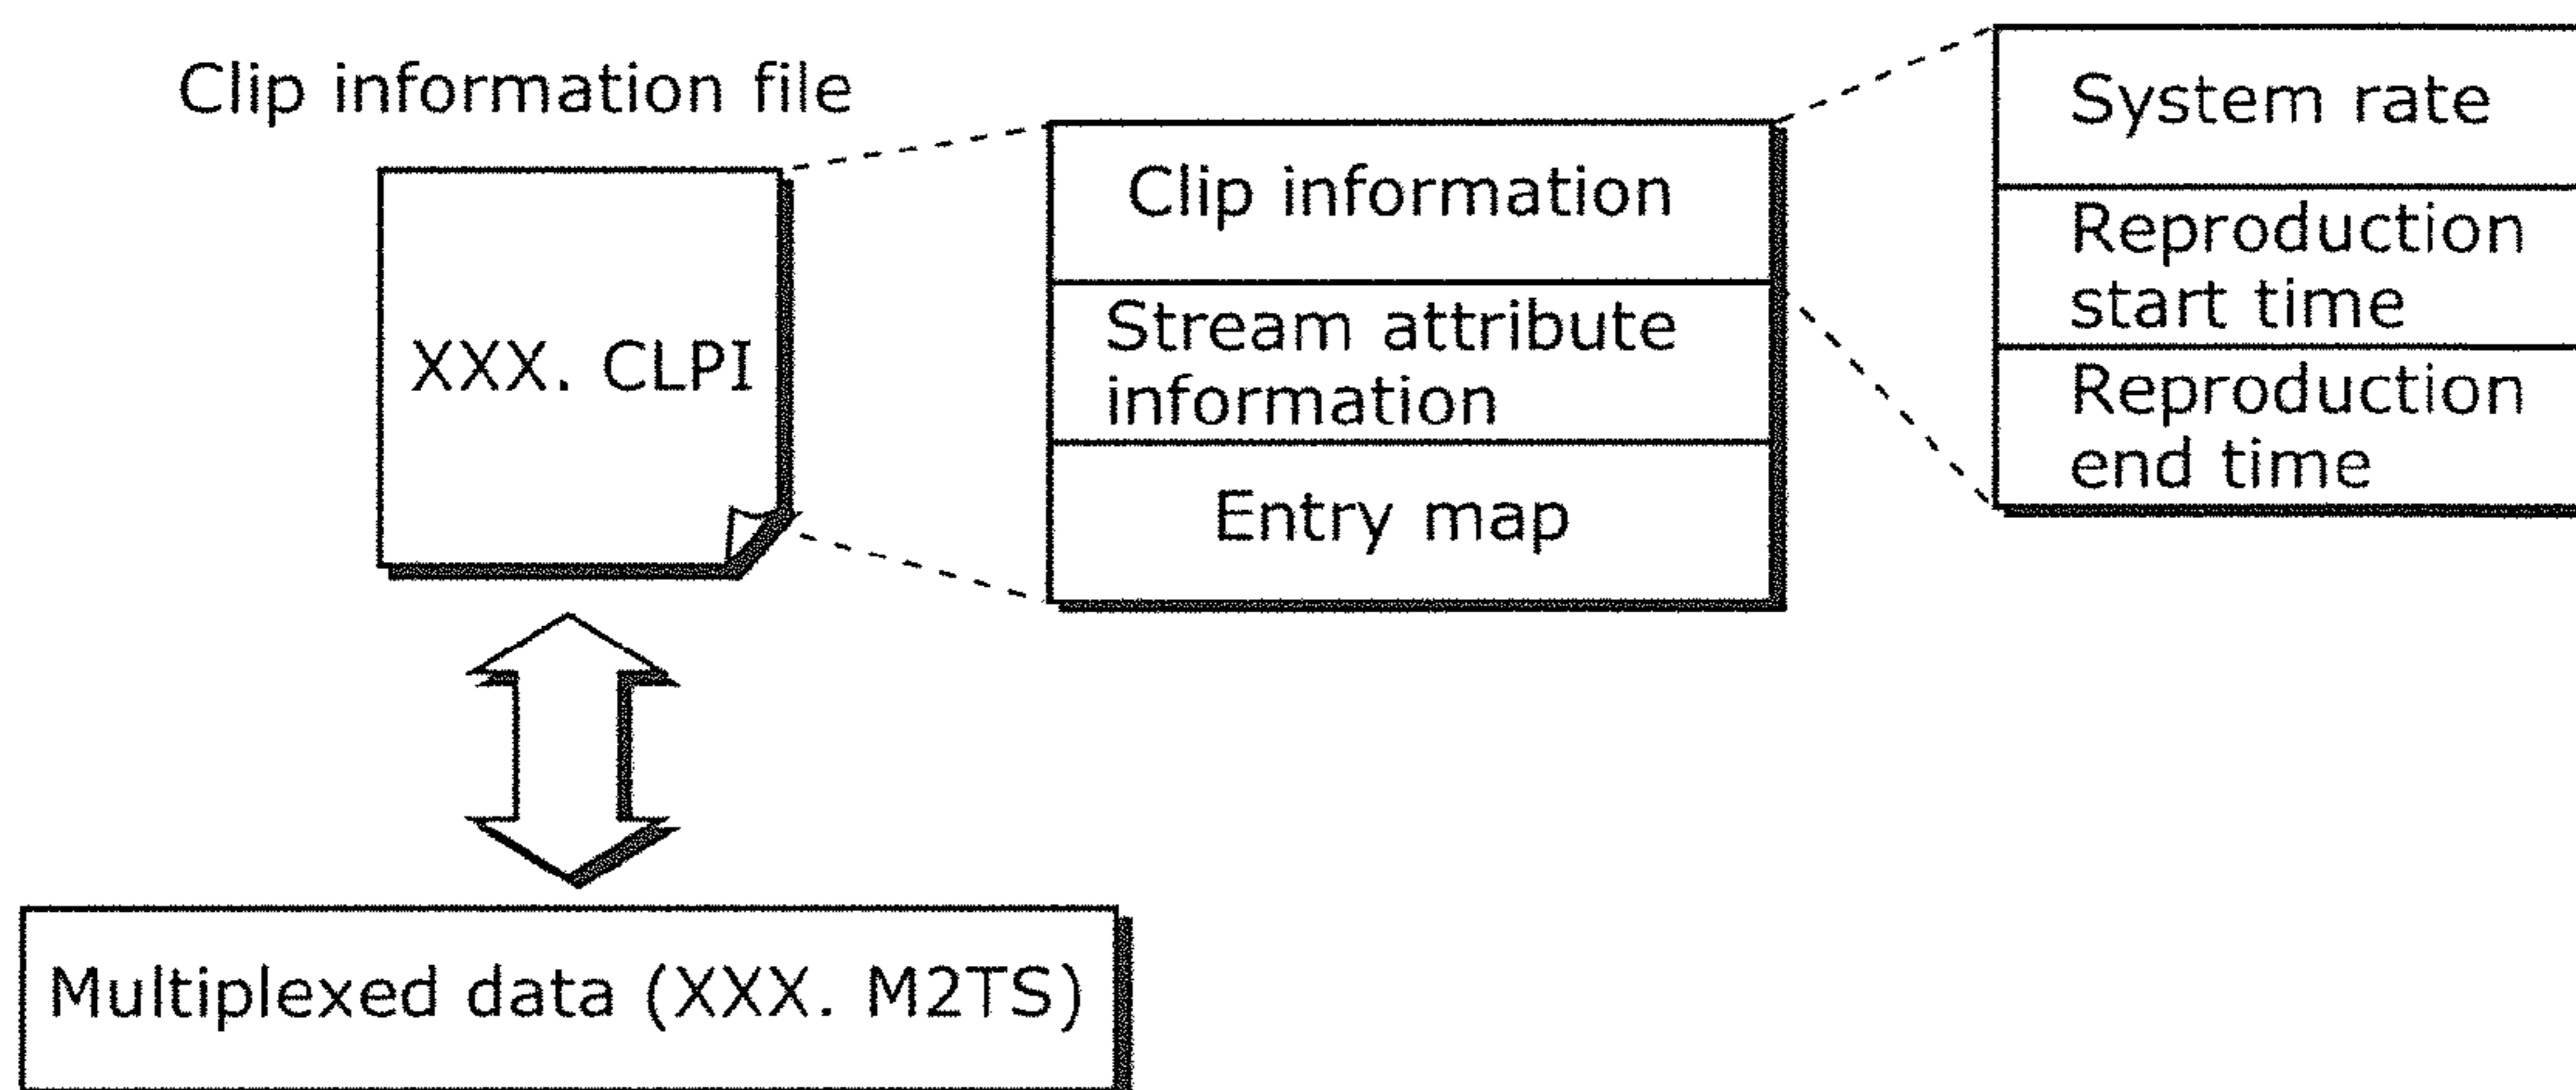 Clip information file
XXX. CLPI
Clip information
Stream attribute
information
Entry map
System rate
Reproduction
start time
Reproduction
end time
Multiplexed data (XXX. M2TS)